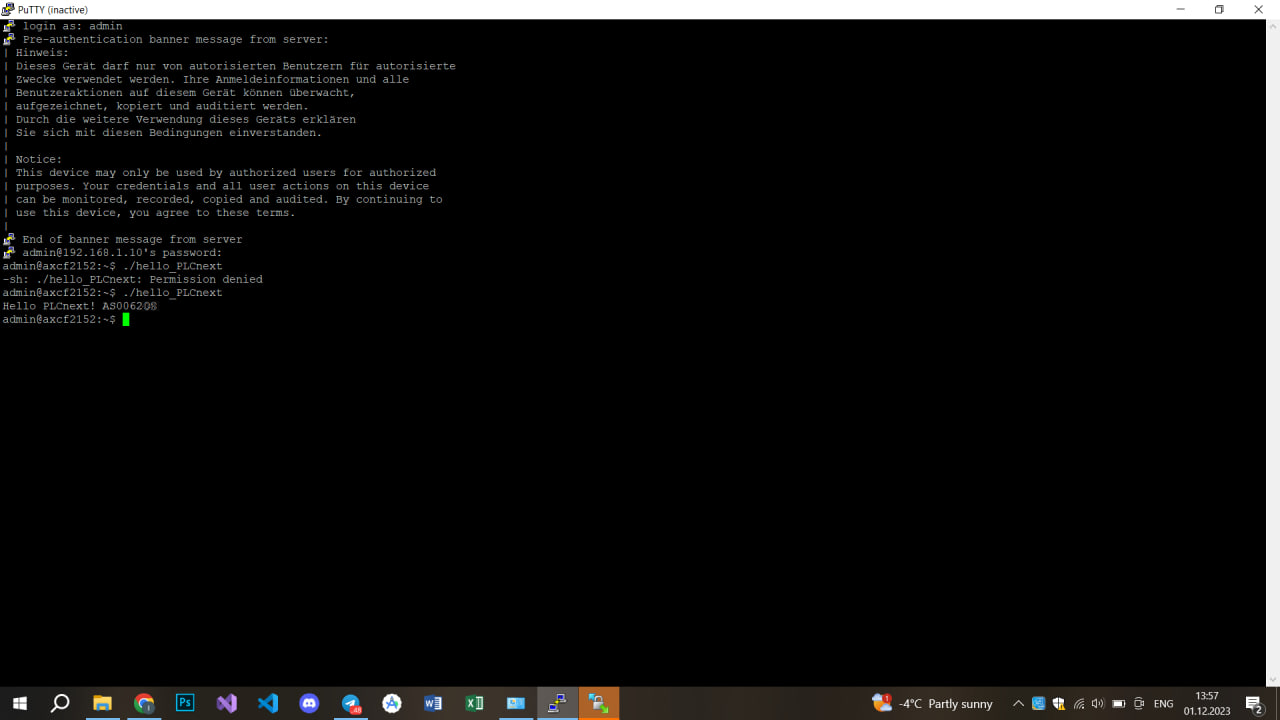 PuTTY (inactive)
login as: admin
Pre-authentication banner message from server:
| Hinweis:
| Dieses Gerät darf nur von autorisierten Benutzern für autorisierte
| Zwecke verwendet werden. Ihre Anmeldeinformationen und alle
| Benutzeraktionen auf diesem Gerät können überwacht,
| aufgezeichnet, kopiert und auditiert werden.
| Durch die weitere Verwendung dieses Geräts erklären
| Sie sich mit diesen Bedingungen einverstanden.
|
| Notice:
| This device may only be used by authorized users for authorized
| purposes. Your credentials and all user actions on this device
| can be monitored, recorded, copied and audited. By continuing to
| use this device, you agree to these terms.
|
End of banner message from server
admin@192.168.1.10's password:
admin@axcf2152:~$ ./hello_PLCnext
-sh: ./hello_PLCnext: Permission denied
admin@axcf2152:~$ ./hello_PLCnext
Hello PLCnext!
admin@axcf2152:~$
Ps
48
W
X
1
-4°C Partly sunny
ENG
13:57
01.12.2023
2